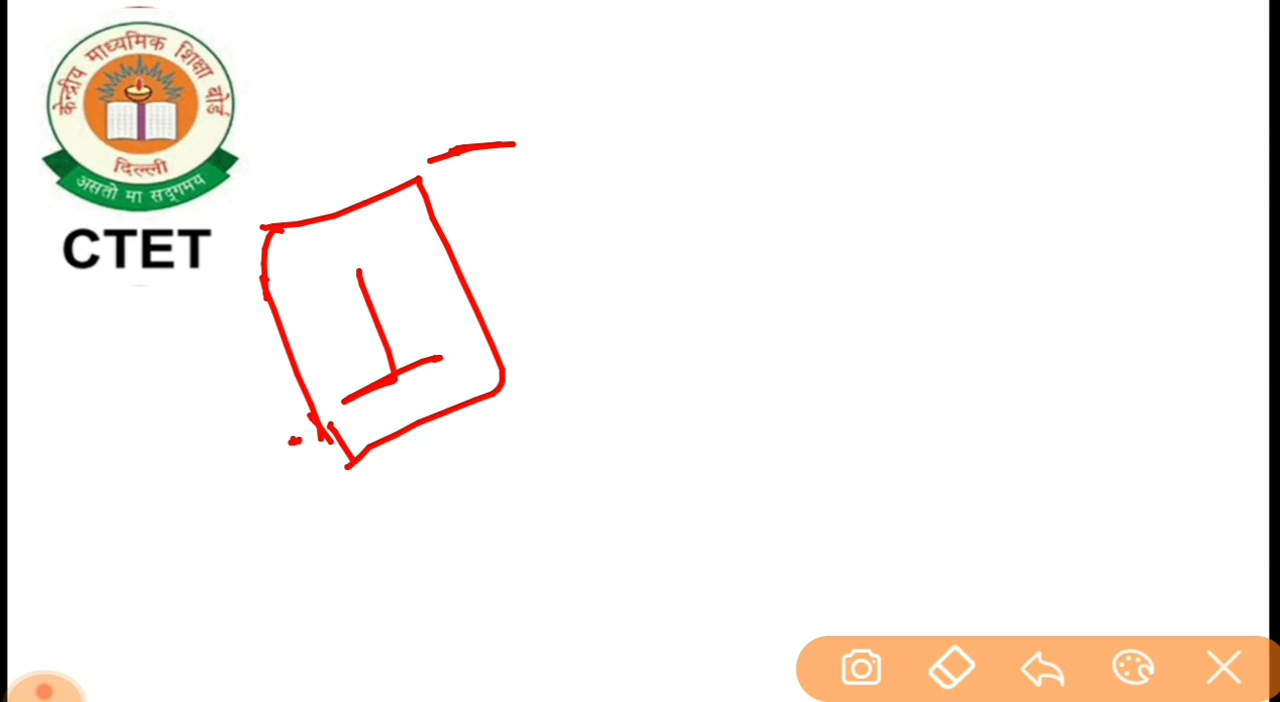 केन्द्रीय माध्यमिक शिक्षा बोर्ड
दिल्ली
असतो मा सद्गमय
CTET